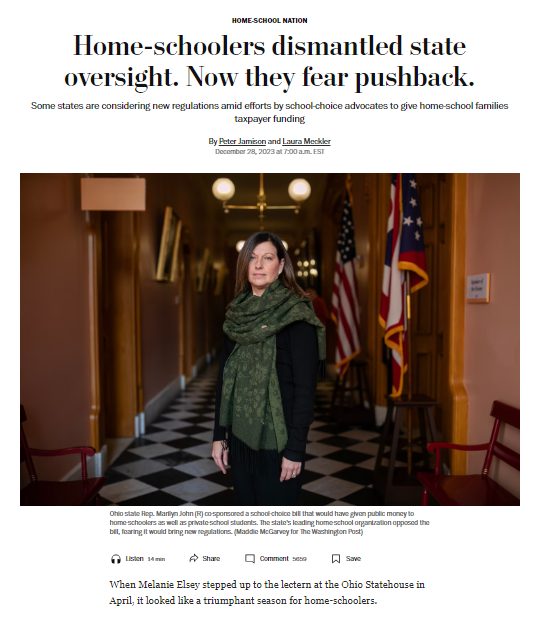 HOME-SCHOOL NATION
Home-schoolers dismantled state
oversight. Now they fear pushback.
Some states are considering new regulations amid efforts by school-choice advocates to give home-school families
taxpayer funding
By Peter Jamison and Laura Meckler
December 28, 2023 at 7:00 a.m. EST
Ohio state Rep. Marilyn John (R) co-sponsored a school choice bill that would have given public money to
home-schoolers as well as private-school students. The state's leading home-school organization opposed the
bill, fearing it would bring new regulations. (Maddie McGarvey for The Washington Post)
Listen 14 min Share Comment 5659 Save
When Melanie Elsey stepped up to the lectern at the Ohio Statehouse in
April, it looked like a triumphant season for home-schoolers.